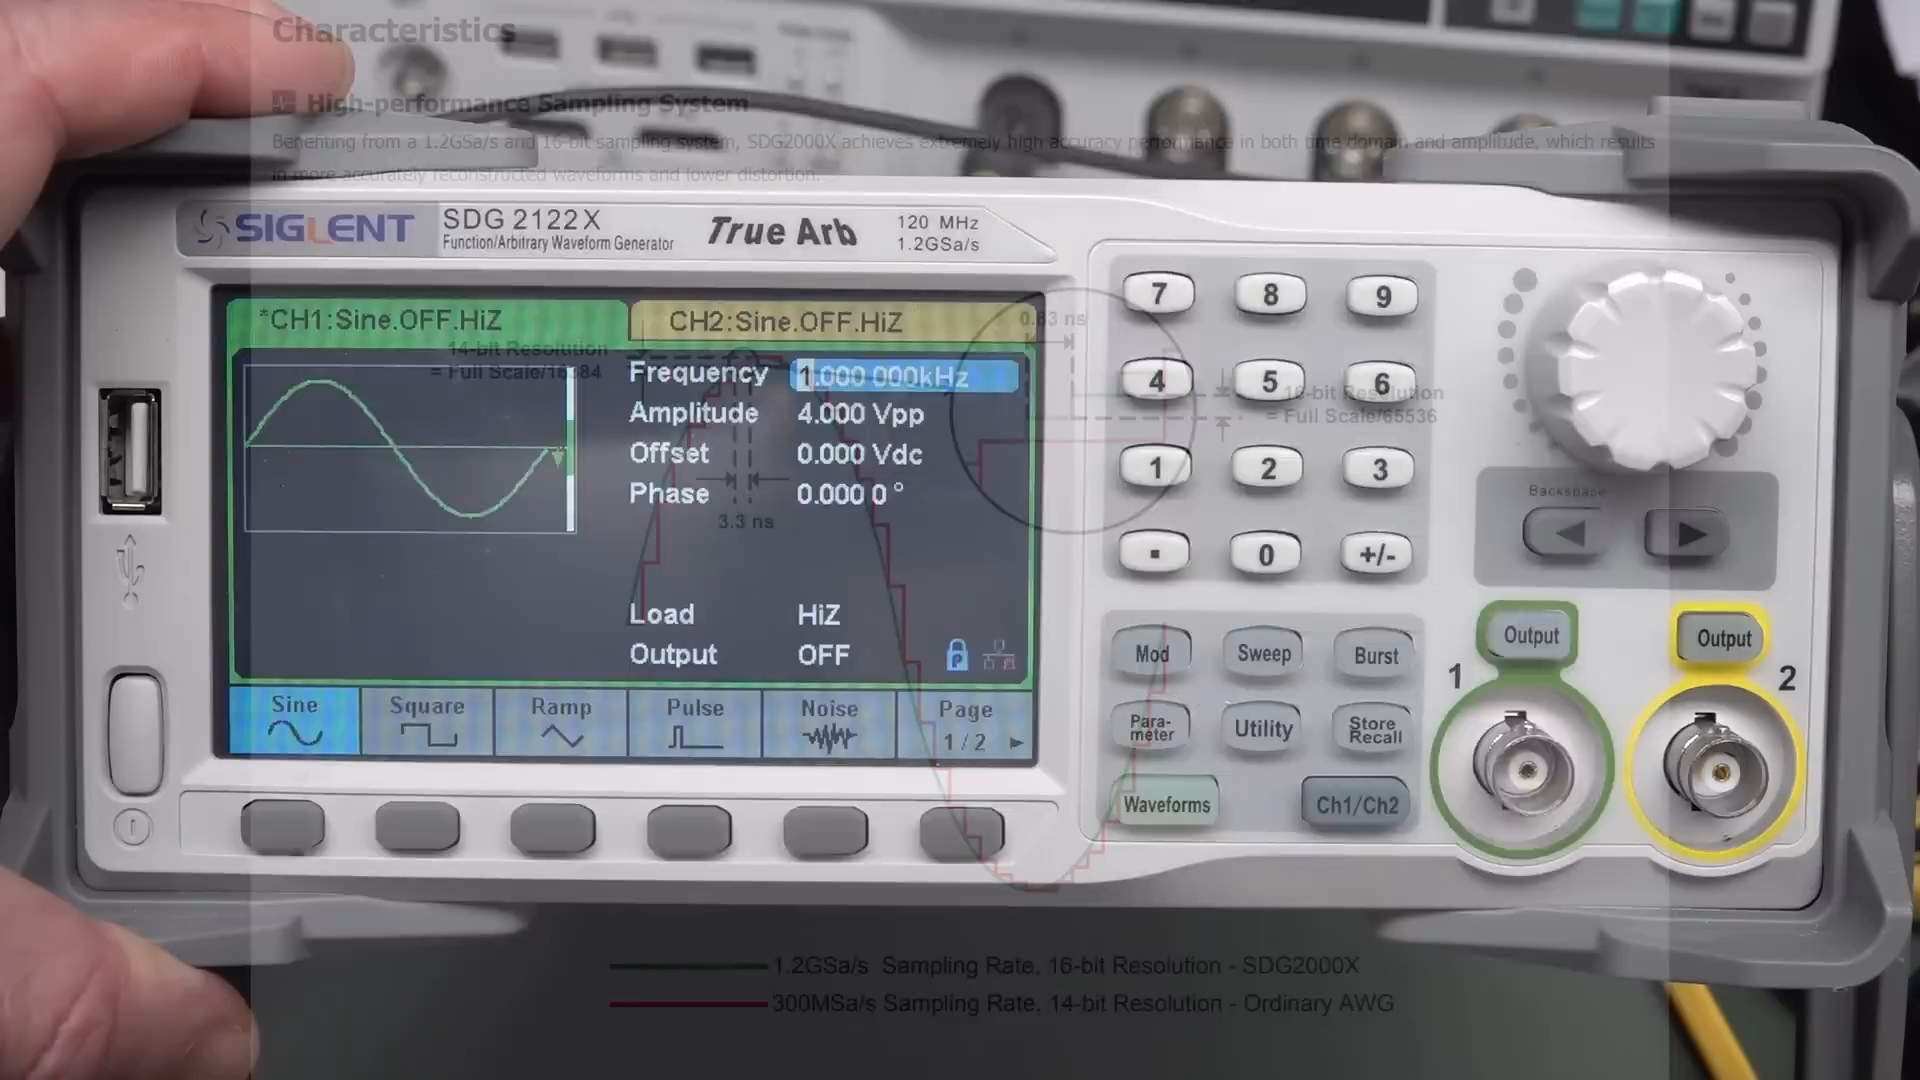 Characteristics
High-performance Sampling System
Benefiting from a 1.2GSa/s and 16-bit sampling system, SDG2000X achieves extremely high accuracy performance in both time domain and amplitude, which results
in more accurately reconstructed waveforms and lower distortion.
SIGLENT
SDG 2122X
Function/Arbitrary Waveform Generator
True Arb
120 MHz
1.2GSa/s
*CH1:Sine.OFF.HiZ
CH2:Sine.OFF.HiZ
0.83 ns
14-bit Resolution
= Full Scale/16384
Frequency 1.000 000kHz
Amplitude 4.000 Vpp
Offset 0.000 Vdc
Phase 0.000 0 °
3.3 ns
16-bit Resolution
= Full Scale/65536
Load HiZ
Output OFF
P
Sine
Square
Ramp
Pulse
Noise
Page
1/2
7 8 9
4 5 6
1 2 3
. 0 +/-
Backspace
Mod
Sweep
Burst
Para-
meter
Utility
Store
Recall
Waveforms
Ch1/Ch2
Output
Output
1
2
1.2GSa/s Sampling Rate, 16-bit Resolution - SDG2000X
300MSa/s Sampling Rate, 14-bit Resolution - Ordinary AWG